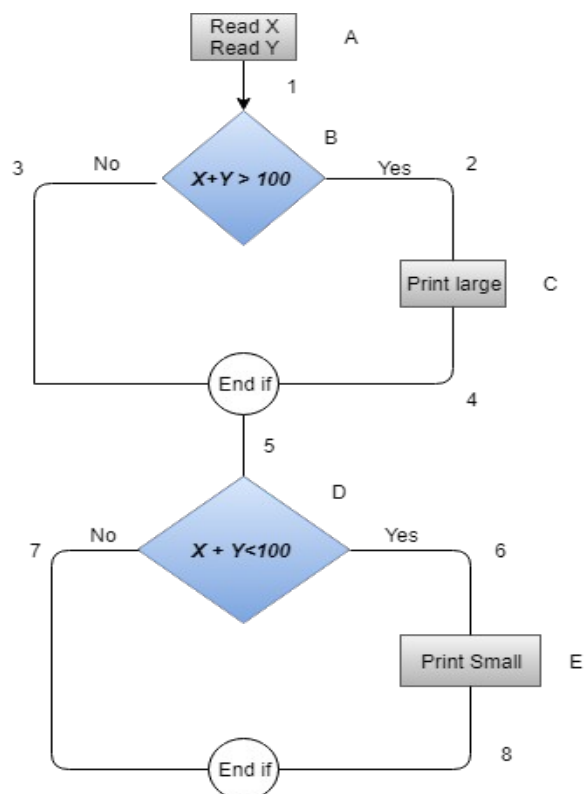 Read X
Read Y
A
1
B
3
No
X+Y > 100
Yes
2
Print large
C
End if
4
5
D
7
No
X + Y<100
Yes
6
Print Small
E
End if
8